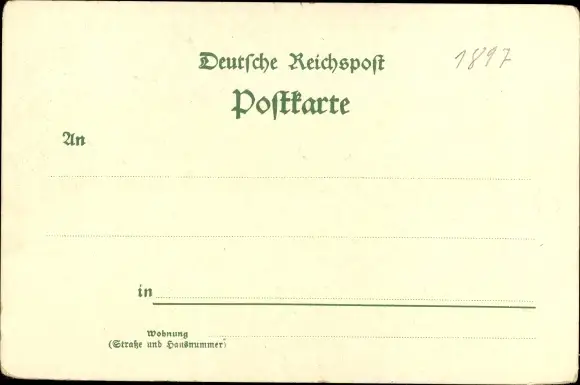 Deutsche Reichspost 1897
Postkarte
An
in
Wohnung
(Straße und Hausnummer)